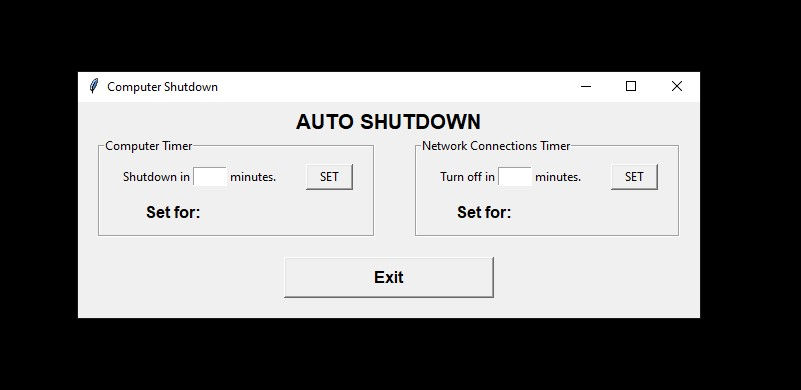 Computer Shutdown
AUTO SHUTDOWN
Computer Timer
Shutdown in minutes. SET
Set for:
Network Connections Timer
Turn off in minutes. SET
Set for:
Exit